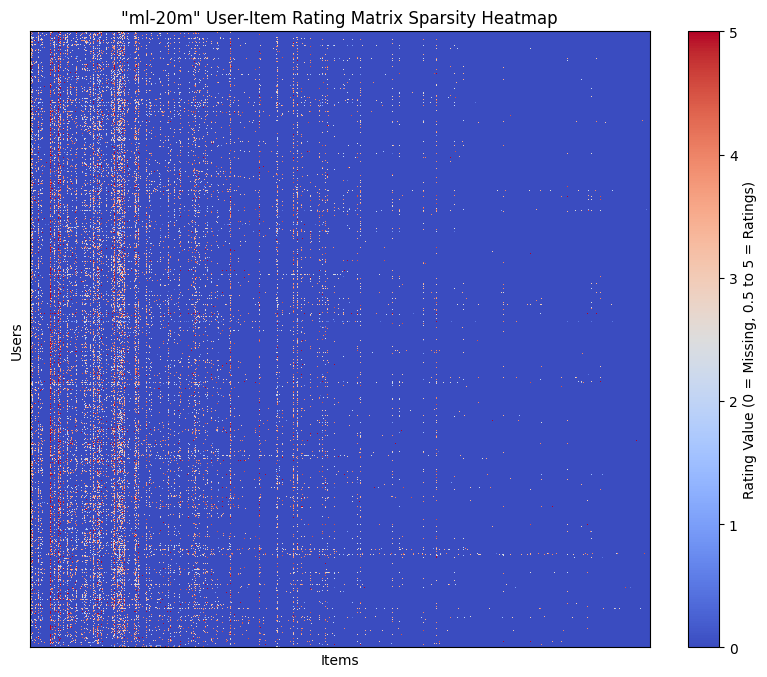 "ml-20m" User-Item Rating Matrix Sparsity Heatmap
Users
Items
5
4
3
2
1
0
Rating Value (0 = Missing, 0.5 to 5 = Ratings)